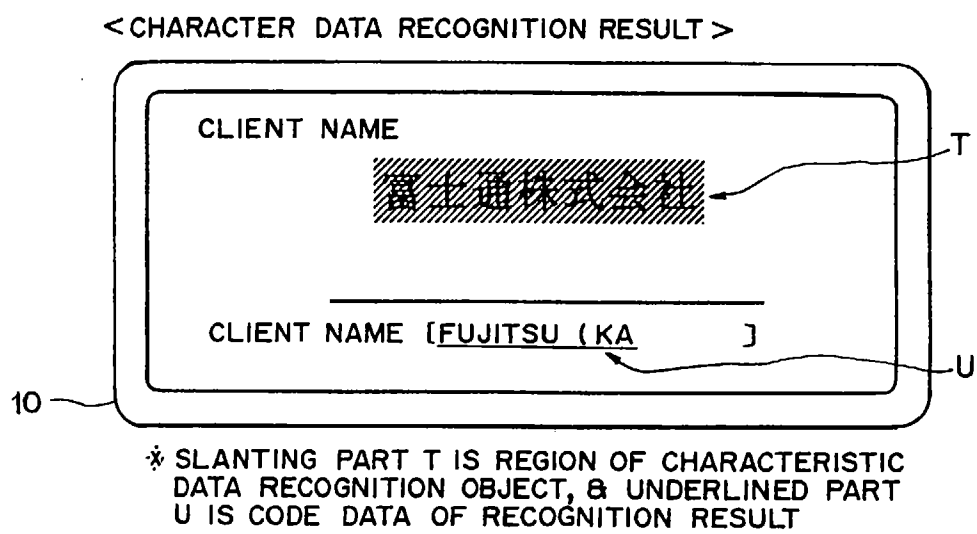 <CHARACTER DATA RECOGNITION RESULT>
CLIENT NAME
T
富士通株式会社
CLIENT NAME [FUJITSU (KA ]
U
10
※ SLANTING PART T IS REGION OF CHARACTERISTIC
DATA RECOGNITION OBJECT, & UNDERLINED PART
U IS CODE DATA OF RECOGNITION RESULT